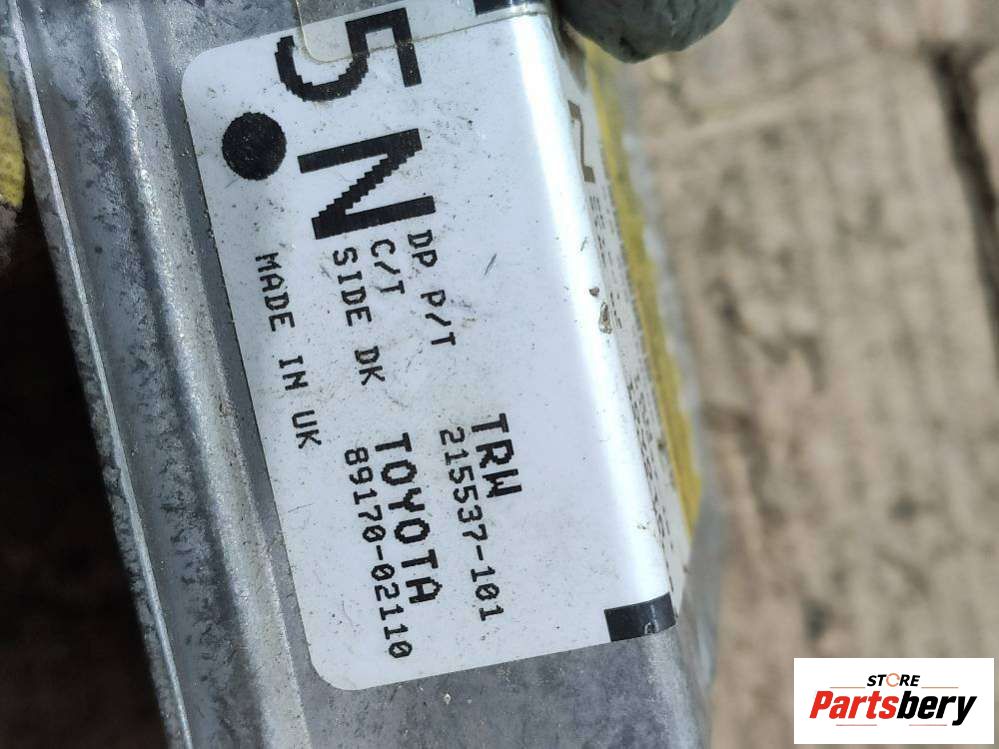 5N
DP P/T
C/T
SIDE DK
MADE IN UK
TRW
215537-101
TOYOTA
89170-02110
STORE
Partsbery